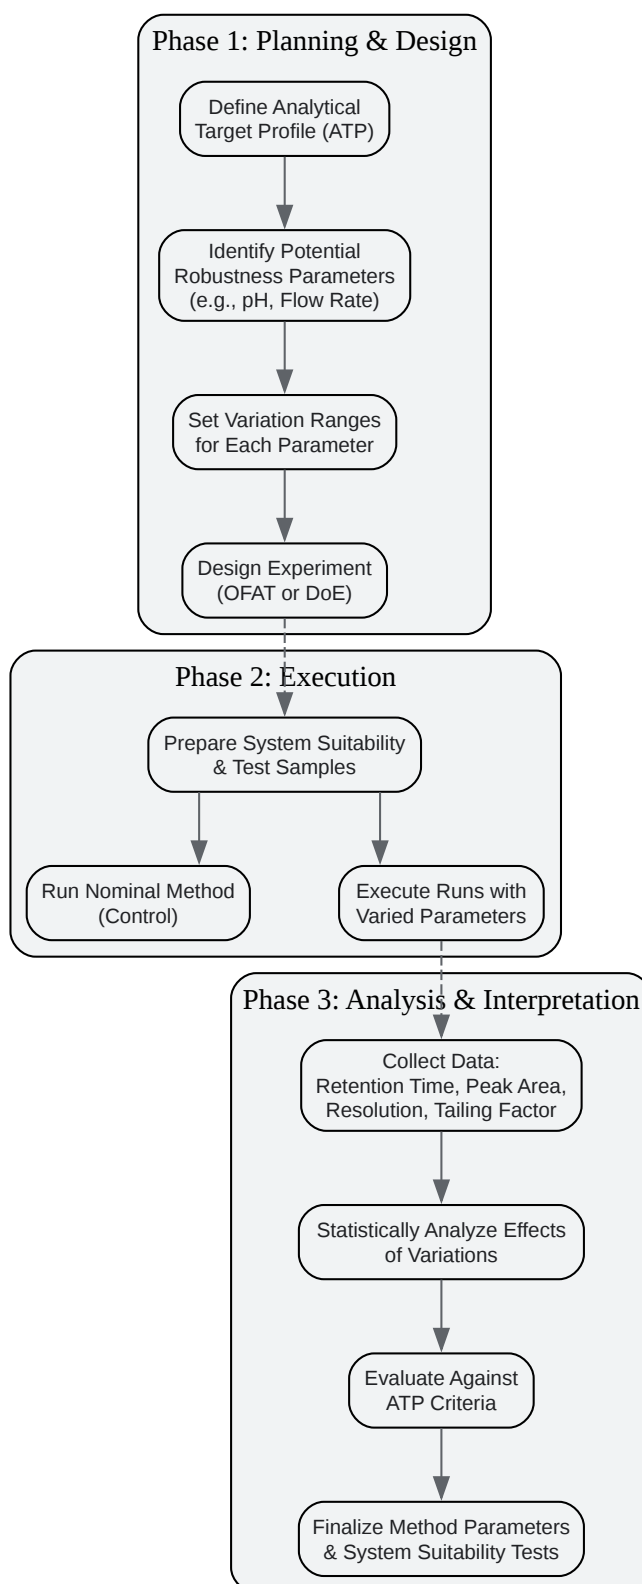 Phase 1: Planning & Design
Define Analytical
Target Profile (ATP)
Identify Potential
Robustness Parameters
(e.g., pH, Flow Rate)
Set Variation Ranges
for Each Parameter
Design Experiment
(OFAT or DoE)
Phase 2: Execution
Prepare System Suitability
& Test Samples
Run Nominal Method
(Control)
Execute Runs with
Varied Parameters
Phase 3: Analysis & Interpretation
Collect Data:
Retention Time, Peak Area,
Resolution, Tailing Factor
Statistically Analyze Effects
of Variations
Evaluate Against
ATP Criteria
Finalize Method Parameters
& System Suitability Tests